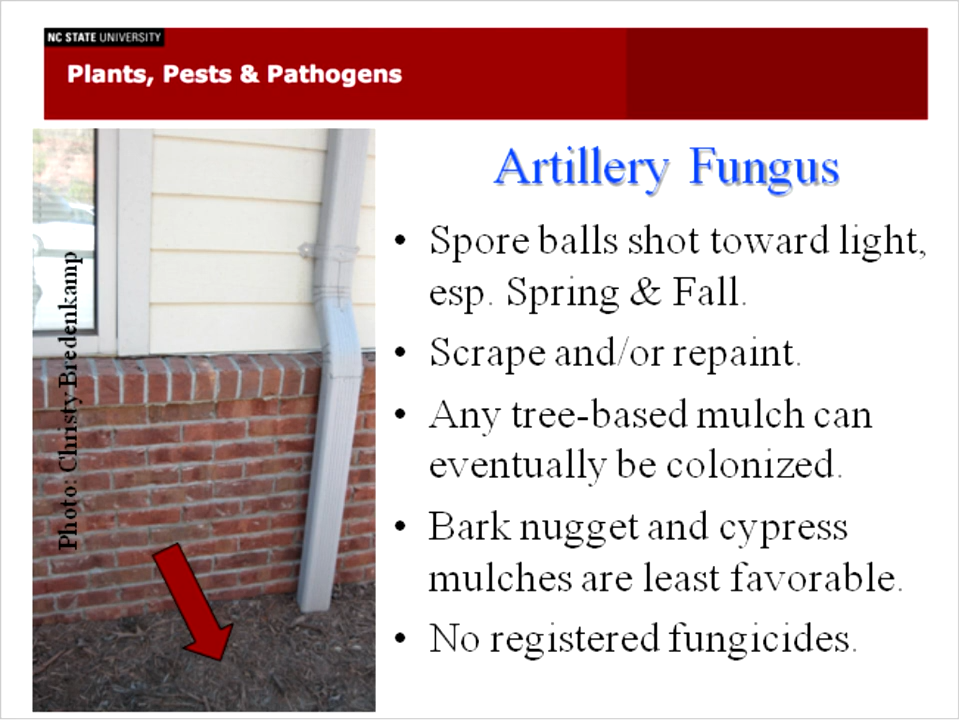 NC STATE UNIVERSITY
Plants, Pests & Pathogens
Photo: Christy Bredenkamp
Artillery Fungus
• Spore balls shot toward light,
esp. Spring & Fall.
• Scrape and/or repaint.
• Any tree-based mulch can
eventually be colonized.
• Bark nugget and cypress
mulches are least favorable.
• No registered fungicides.